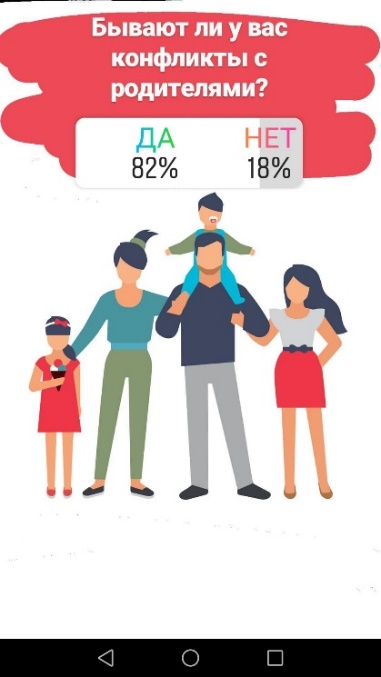 Бывают ли у вас
конфликты с
родителями?
ДА НЕТ
82% 18%